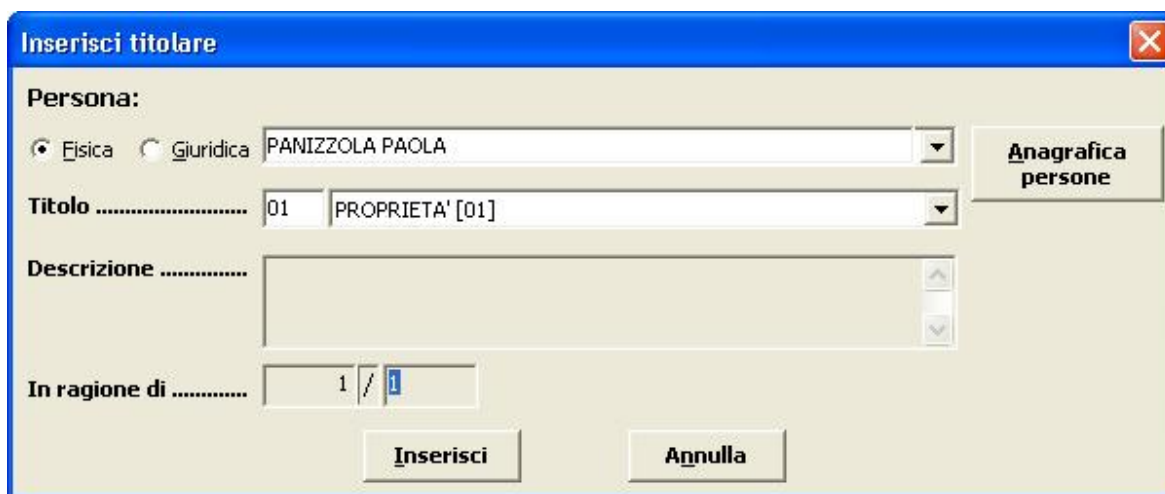 Inserisci titolare
Persona:
Fisica Giuridica PANIZZOLA PAOLA
Anagrafica
persone
Titolo .......................... 01 PROPRIETA' [01]
Descrizione ...............
In ragione di ............. 1 / 1
Inserisci Annulla